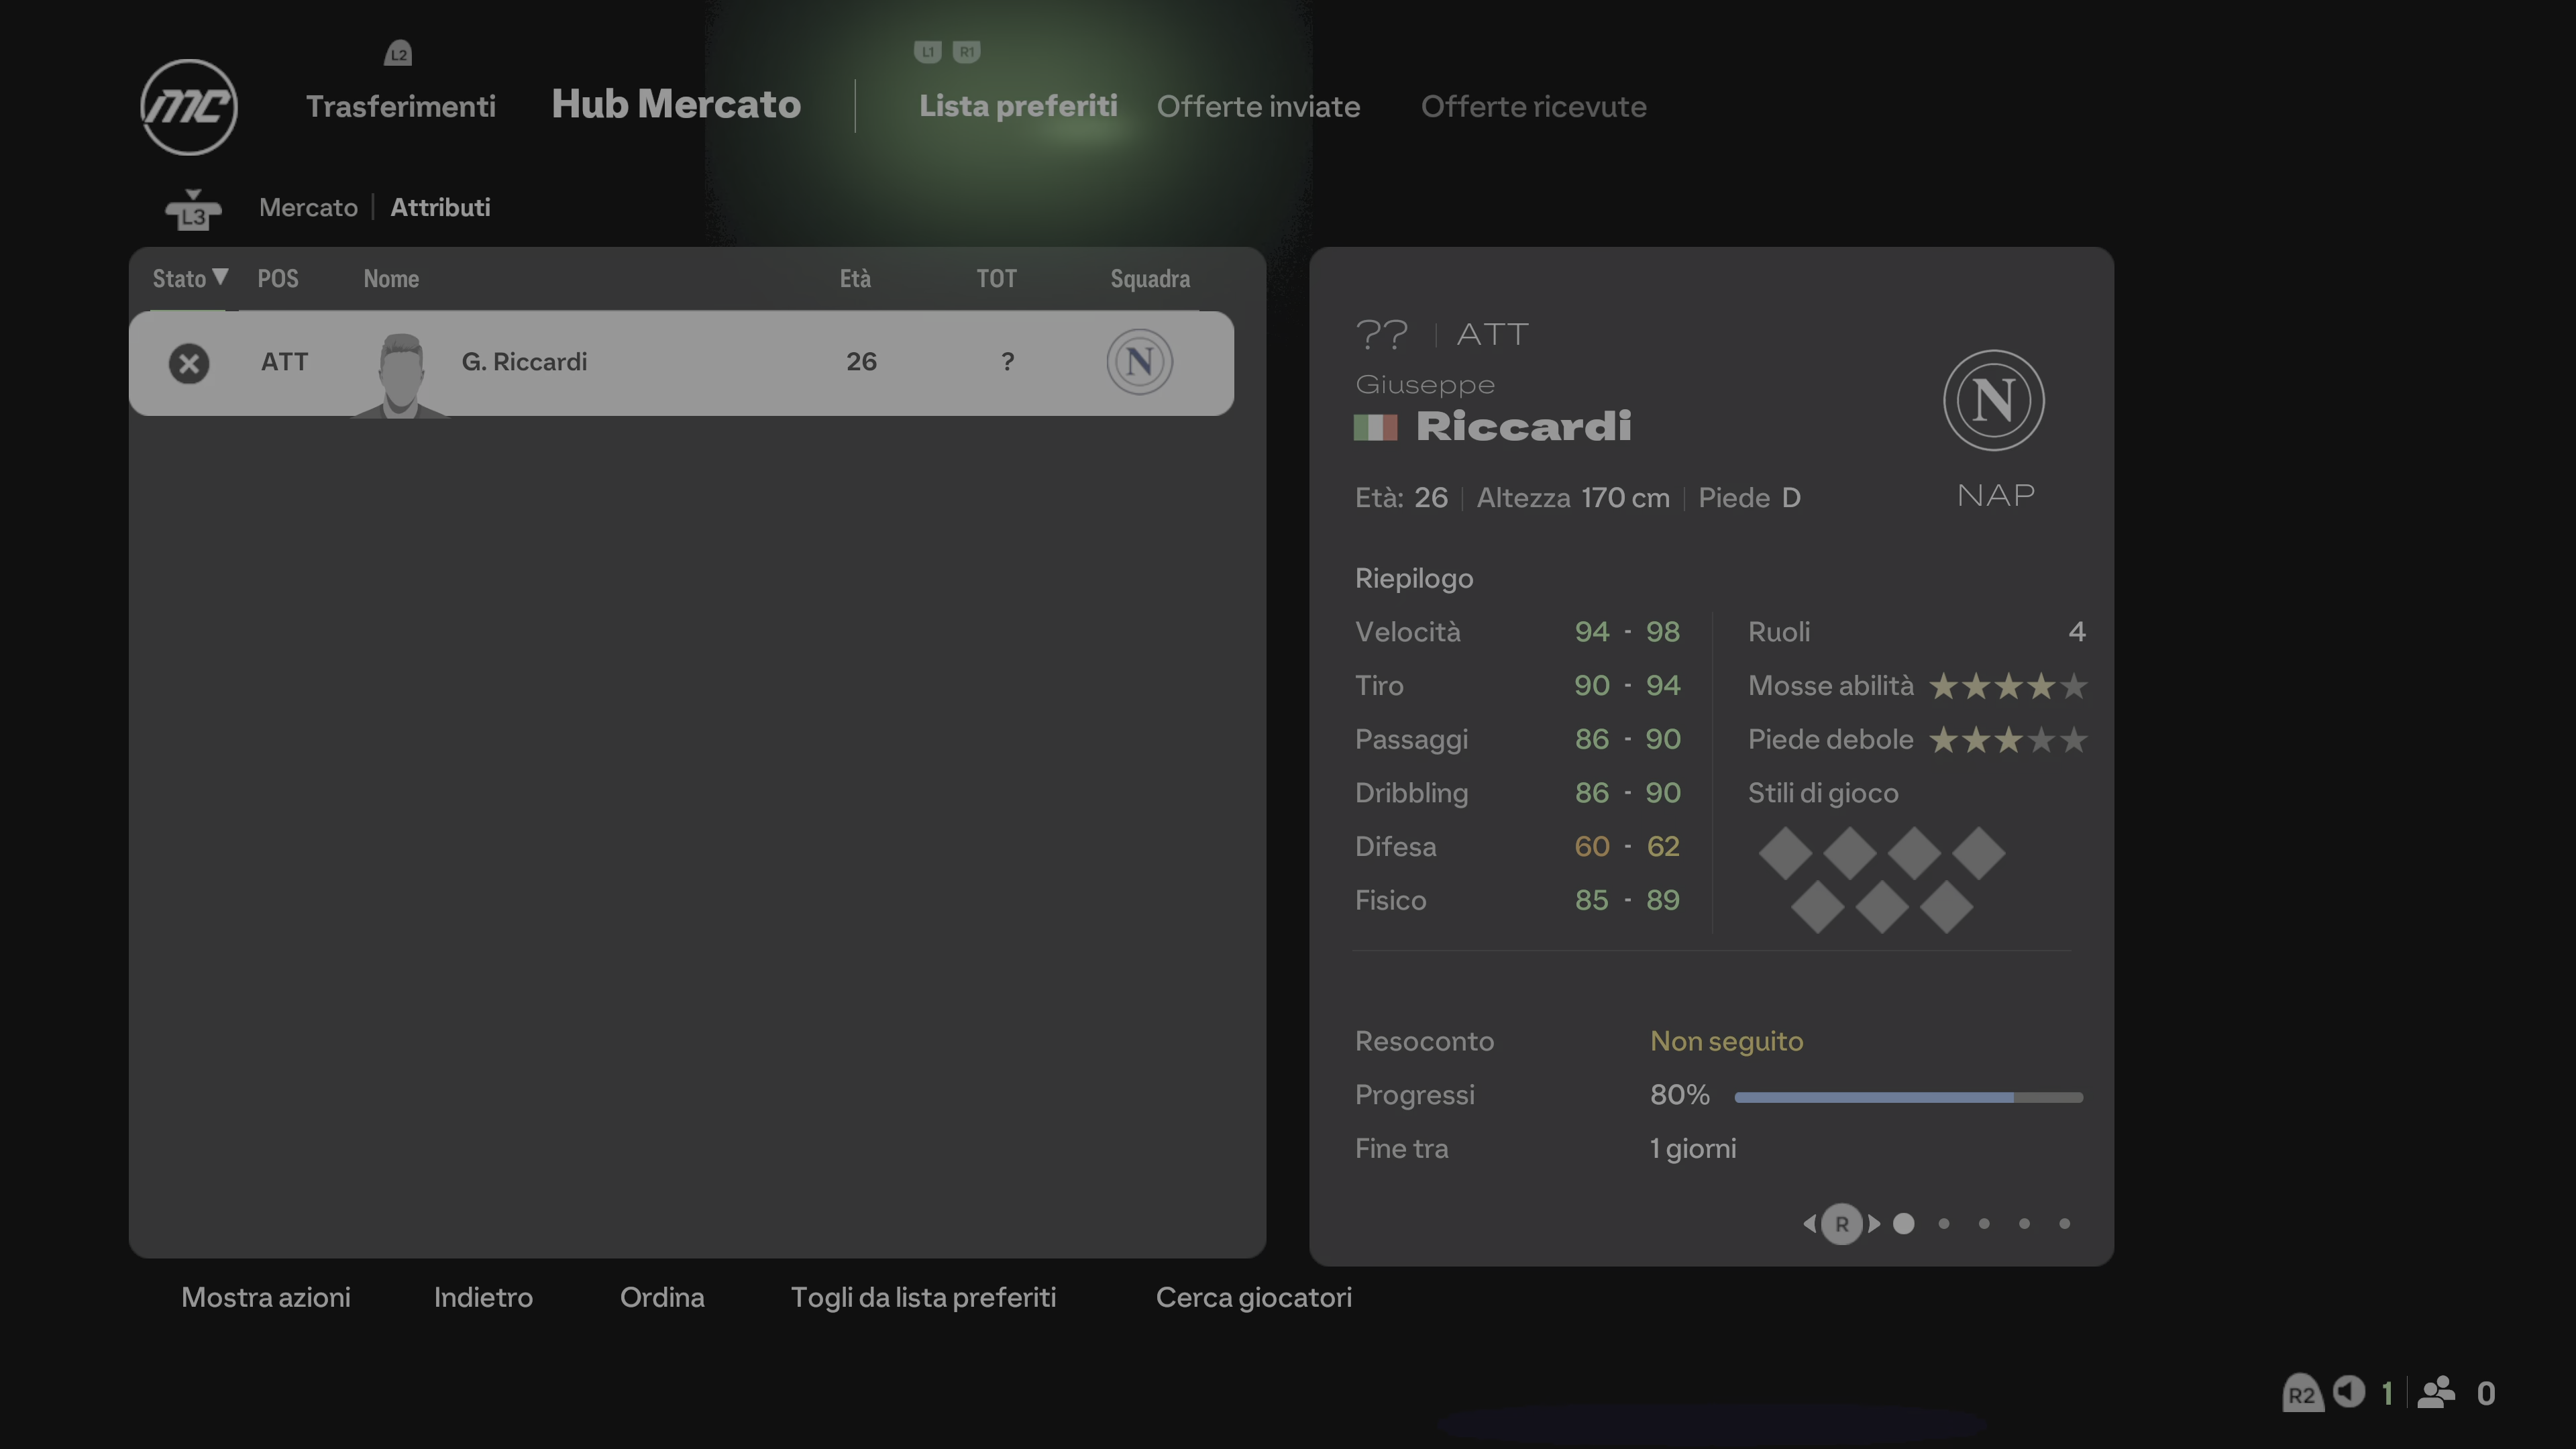 L2
L1 R1
MC Trasferimenti Hub Mercato Lista preferiti Offerte inviate Offerte ricevute
L3 Mercato Attributi
Stato ▼ POS Nome Età TOT Squadra
ATT G. Riccardi 26 ? N
?? ATT
Giuseppe
Riccardi
N
NAP
Età: 26 Altezza 170 cm Piede D
Riepilogo
Velocità 94 - 98 Ruoli 4
Tiro 90 - 94 Mosse abilità
Passaggi 86 - 90 Piede debole
Dribbling 86 - 90 Stili di gioco
Difesa 60 - 62
Fisico 85 - 89
Resoconto Non seguito
Progressi 80%
Fine tra 1 giorni
R
Mostra azioni Indietro Ordina Togli da lista preferiti Cerca giocatori
R2 1 0